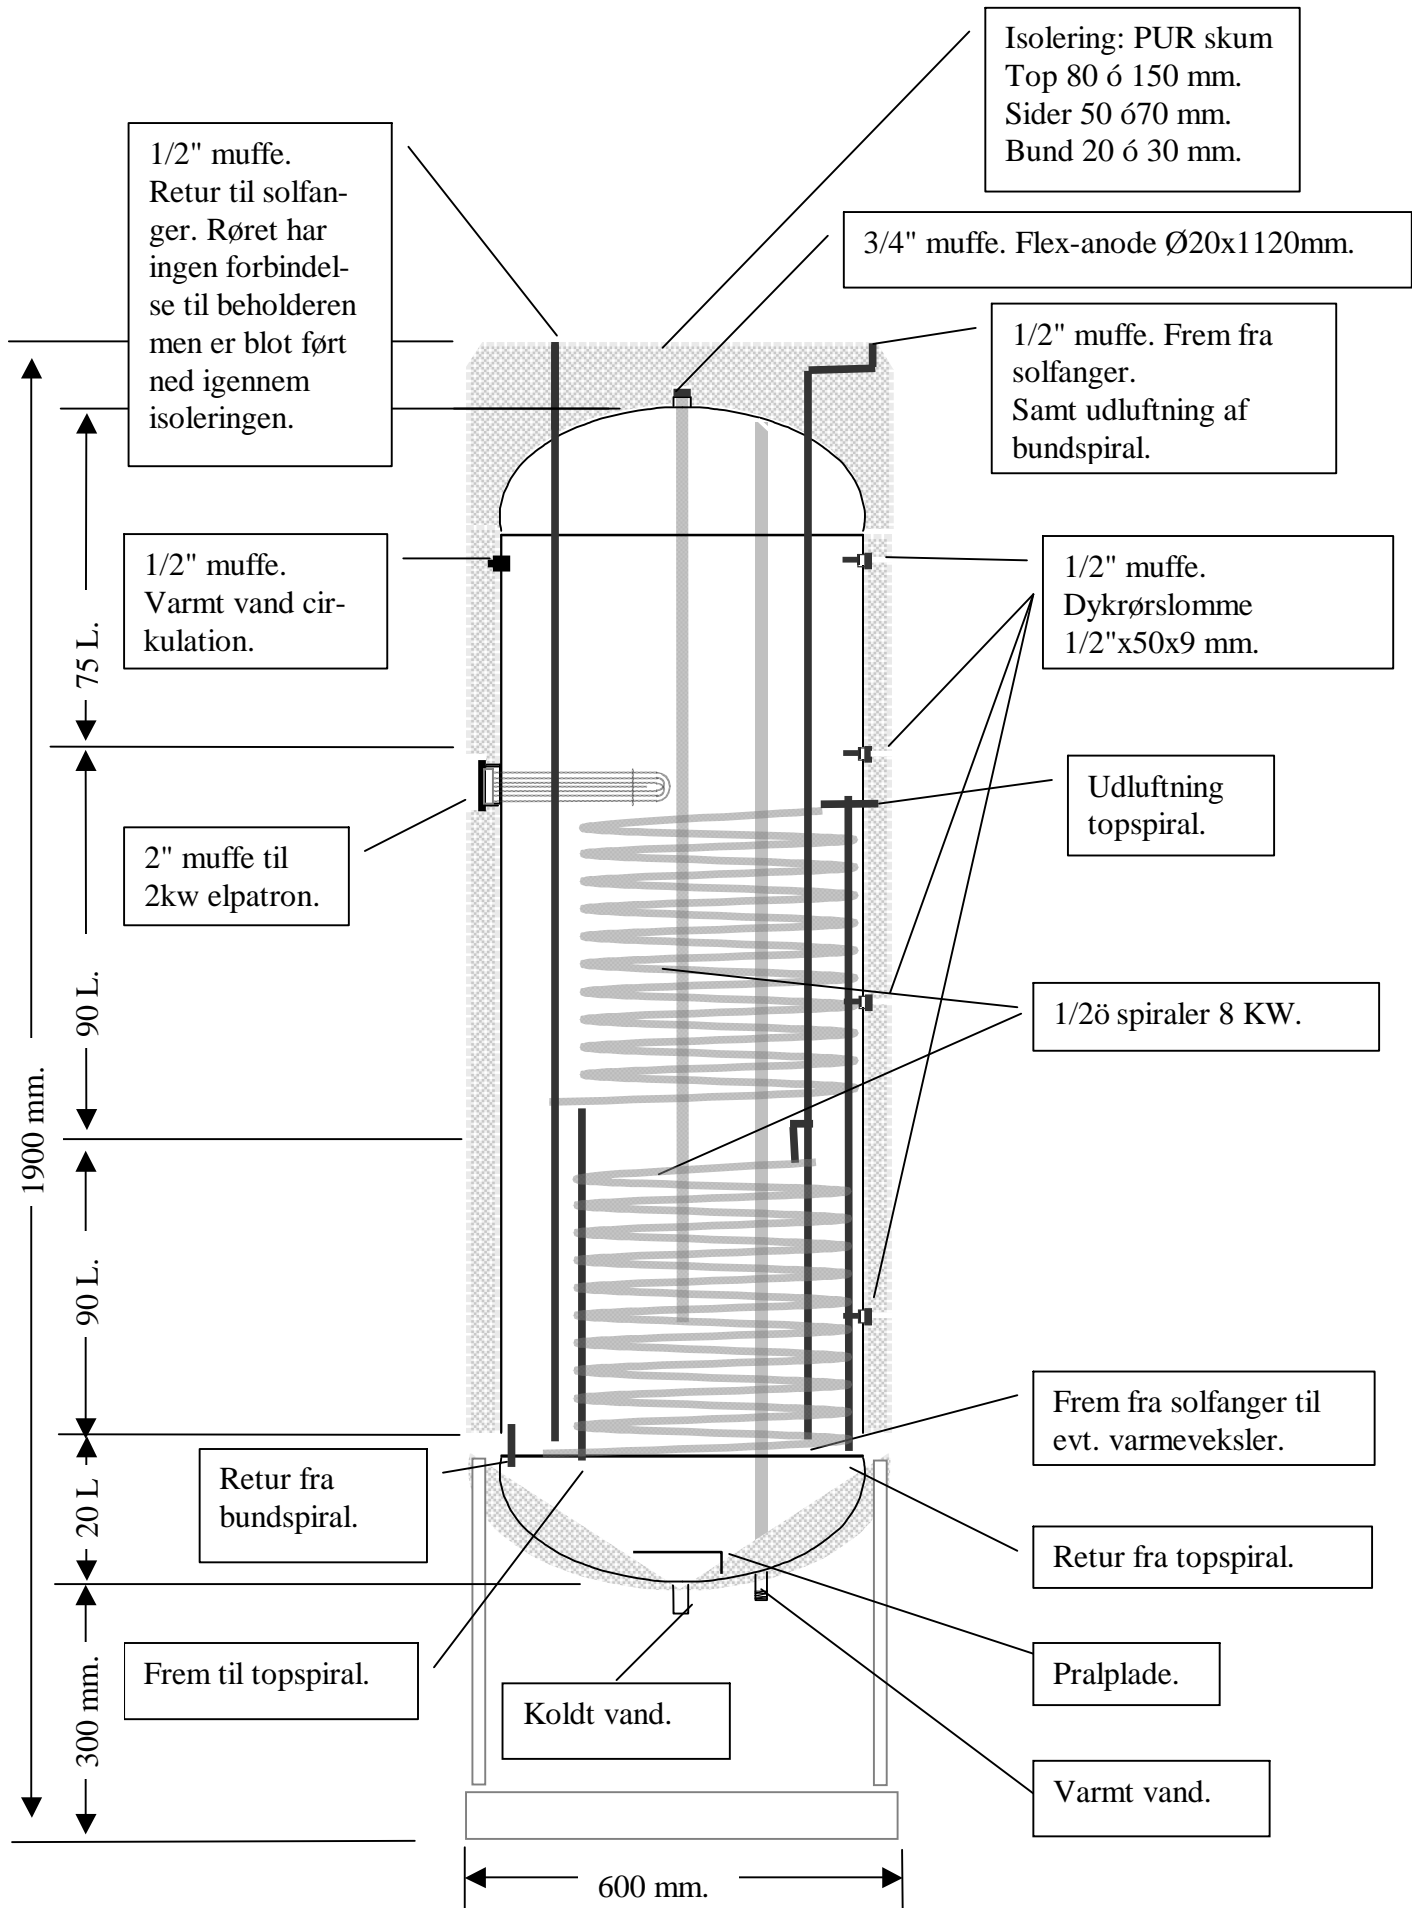 Isolering: PUR skum
Top 80 ó 150 mm.
Sider 50 ó70 mm.
Bund 20 ó 30 mm.
1/2" muffe.
Retur til solfan-
ger. Røret har
ingen forbindel-
se til beholderen
men er blot ført
ned igennem
isoleringen.
3/4" muffe. Flex-anode Ø20x1120mm.
1/2" muffe. Frem fra
solfanger.
Samt udluftning af
bundspiral.
1/2" muffe.
Varmt vand cir-
kulation.
1/2" muffe.
Dykrørslomme
1/2"x50x9 mm.
75 L.
Udluftning
topspiral.
2" muffe til
2kw elpatron.
90 L.
1/2ö spiraler 8 KW.
1900 mm.
90 L.
Frem fra solfanger til
evt. varmeveksler.
Retur fra
bundspiral.
20 L
Retur fra topspiral.
Frem til topspiral.
Koldt vand.
Pralplade.
300 mm.
Varmt vand.
600 mm.